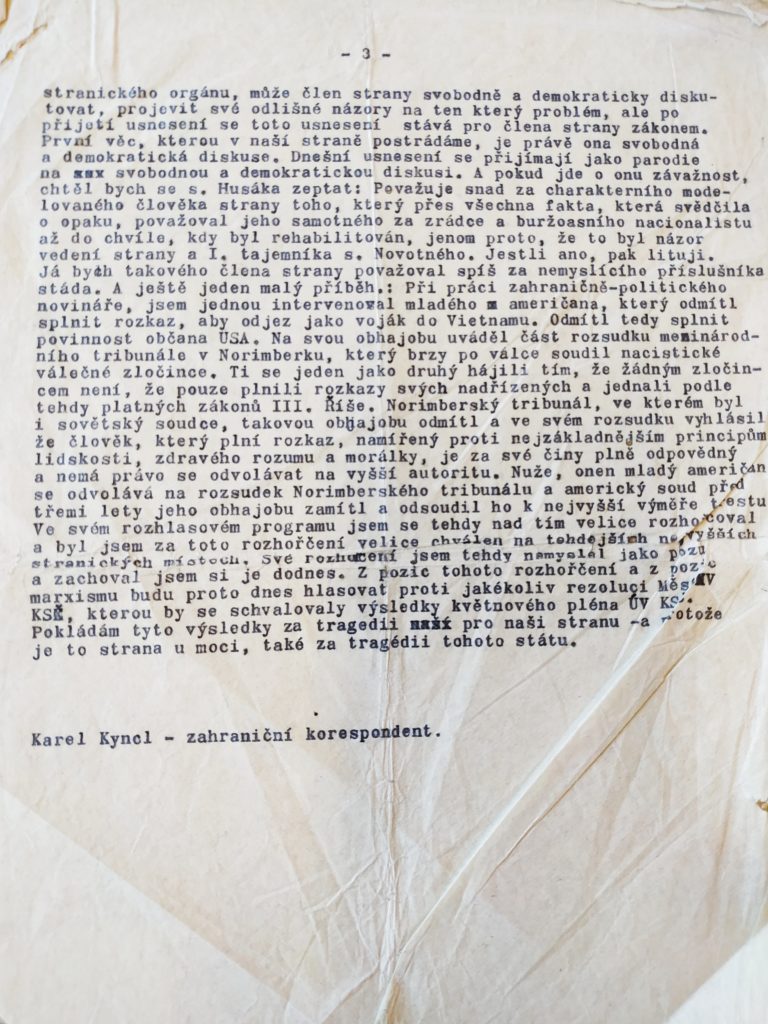 - 3 -
stranického orgánu, může člen strany svobodně a demokraticky disku-
tovat, projevit své odlišné názory na ten který problém, ale po
přijetí usnesení se toto usnesení stává pro člena strany zákonem.
První věc, kterou v naší straně postrádáme, je právě ona svobodná
a demokratická diskuse. Dnešní usnesení se přijímají jako parodie
na xxx svobodnou a demokratickou diskusi. A pokud jde o onu závažnost,
chtěl bych se s. Husáka zeptat: Považuje snad za charakterního mode-
lovaného člověka strany toho, který přes všechna fakta, která svědčila
o opaku, považoval jeho samotného za zrádce a buržoasního nacionalistu
až do chvíle, kdy byl rehabilitován, jenom proto, že to byl názor
vedení strany a I. tajemníka s. Novotného. Jestli ano, pak lituji.
Já bych takového člena strany považoval spíš za nemyslícího příslušníka
stáda. A ještě jeden malý příběh.: Při práci zahraničně-politického
novináře, jsem jednou intervenoval mladého američana, který odmítl
splnit rozkaz, aby odjez jako voják do Vietnamu. Odmítl tedy splnit
povinnost občana USA. Na svou obhajobu uváděl část rozsudku meninárod-
ního tribunále v Norimberku, který brzy po válce soudil nacistické
válečné zločince. Ti se jeden jako druhý hájili tím, že žádným zločin-
cem není, že pouze plnili rozkazy svých nadřízených a jednali podle
tehdy platných zákonů III. Říše. Norimberský tribunál, ve kterém byl
i sovětský soudce, takovou obhajobu odmítl a ve svém rozsudku vyhlásil
že člověk, který plní rozkaz, namířený proti nejzákladnějším principům
lidskosti, zdravého rozumu a morálky, je za své činy plně odpovědný
a nemá právo se odvolávat na vyšší autoritu. Nuže, onen mladý američan
se odvolává na rozsudek Norimberského tribunálu a americký soud před
třemi lety jeho obhajobu zamítl a odsoudil ho k nejvyšší výměře trestu
Ve svém rozhlasovém programu jsem se tehdy nad tím velice rozhořčoval
a byl jsem za toto rozhořčení velice chválen na tehdejších nejvyšších
stranických místech. Své rozhořčení jsem tehdy nemyslel jako pózu
a zachoval jsem si je dodnes. Z pozic tohoto rozhořčení a z pozic
marxismu budu proto dnes hlasovat proti jakékoliv rezoluci
KSČ, kterou by se schvalovaly výsledky květnového pléna ÚV
Pokládám tyto výsledky za tragedii naší pro naši stranu -a protože
je to strana u moci, také za tragédii tohoto státu.
Karel Kyncl - zahraniční korespondent.